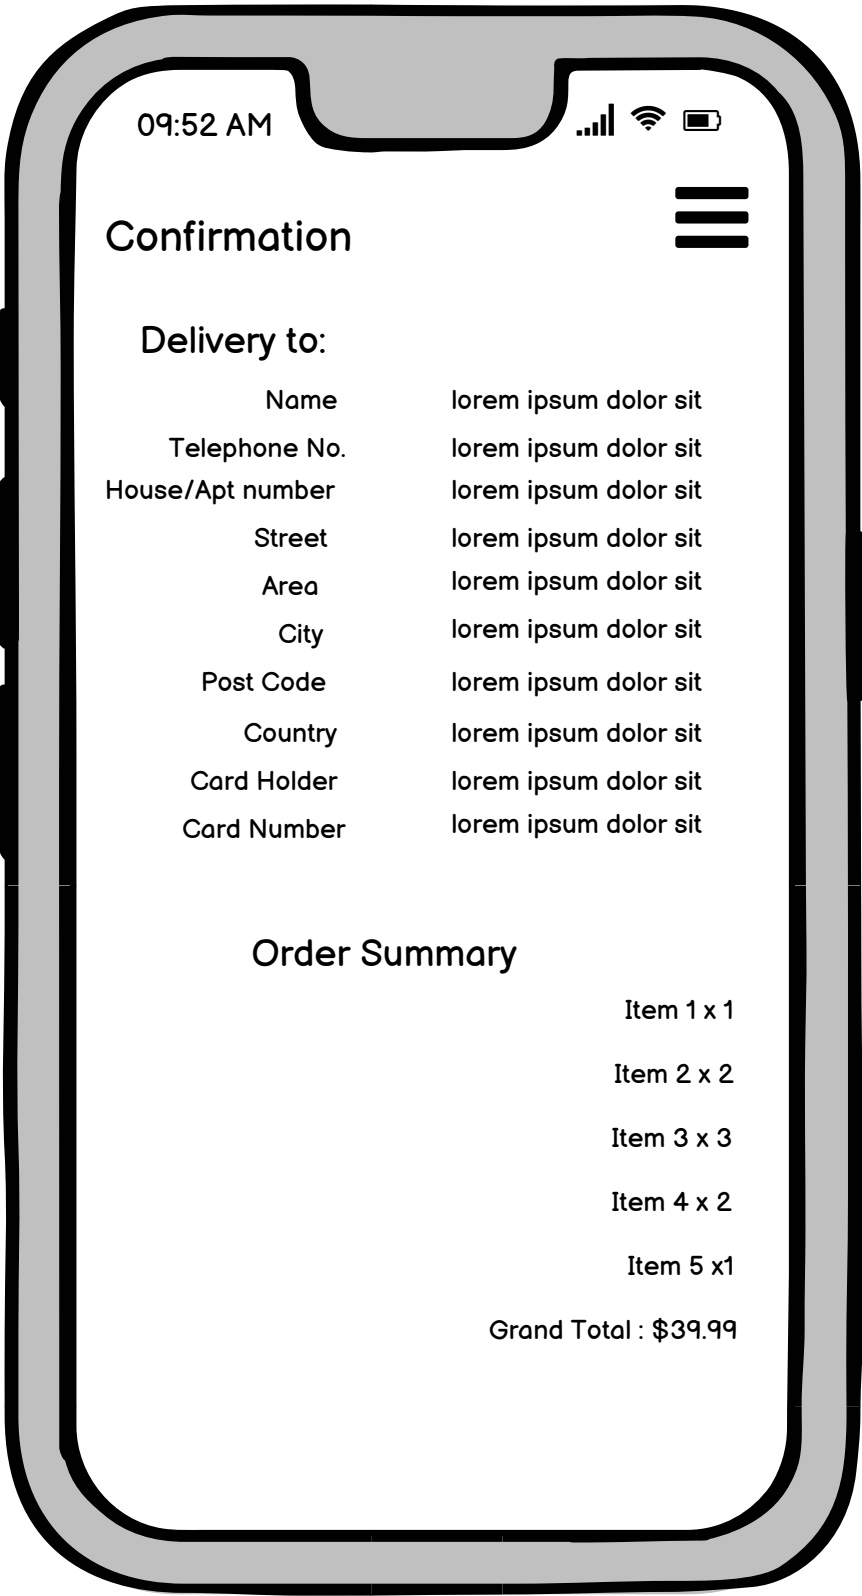 09:52 AM
Confirmation
Delivery to:
Name lorem ipsum dolor sit
Telephone No. lorem ipsum dolor sit
House/Apt number lorem ipsum dolor sit
Street lorem ipsum dolor sit
Area lorem ipsum dolor sit
City lorem ipsum dolor sit
Post Code lorem ipsum dolor sit
Country lorem ipsum dolor sit
Card Holder lorem ipsum dolor sit
Card Number lorem ipsum dolor sit
Order Summary
Item 1 x 1
Item 2 x 2
Item 3 x 3
Item 4 x 2
Item 5 x1
Grand Total : $39.99